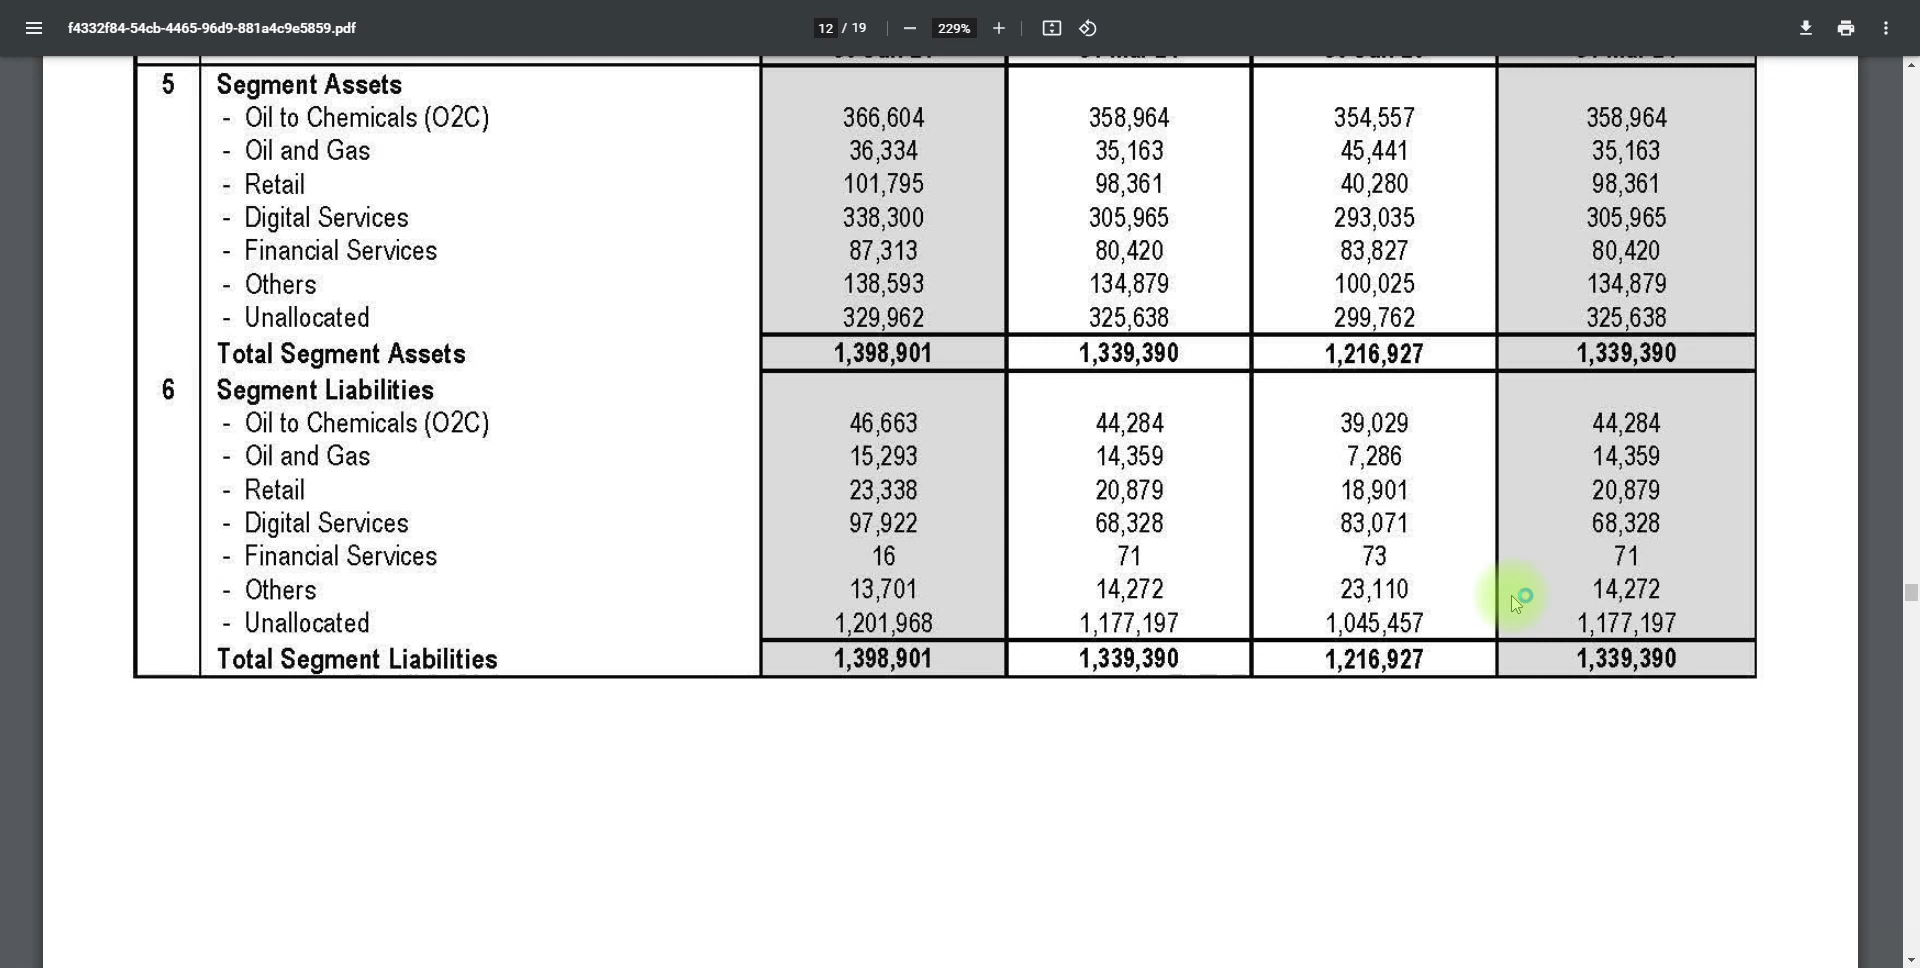 f4332f84-54cb-4465-96d9-881a4c9e5859.pdf 12 / 19 229%
5 Segment Assets
- Oil to Chemicals (O2C) 366,604 358,964 354,557 358,964
- Oil and Gas 36,334 35,163 45,441 35,163
- Retail 101,795 98,361 40,280 98,361
- Digital Services 338,300 305,965 293,035 305,965
- Financial Services 87,313 80,420 83,827 80,420
- Others 138,593 134,879 100,025 134,879
- Unallocated 329,962 325,638 299,762 325,638
Total Segment Assets 1,398,901 1,339,390 1,216,927 1,339,390
6 Segment Liabilities
- Oil to Chemicals (O2C) 46,663 44,284 39,029 44,284
- Oil and Gas 15,293 14,359 7,286 14,359
- Retail 23,338 20,879 18,901 20,879
- Digital Services 97,922 68,328 83,071 68,328
- Financial Services 16 71 73 71
- Others 13,701 14,272 23,110 14,272
- Unallocated 1,201,968 1,177,197 1,045,457 1,177,197
Total Segment Liabilities 1,398,901 1,339,390 1,216,927 1,339,390